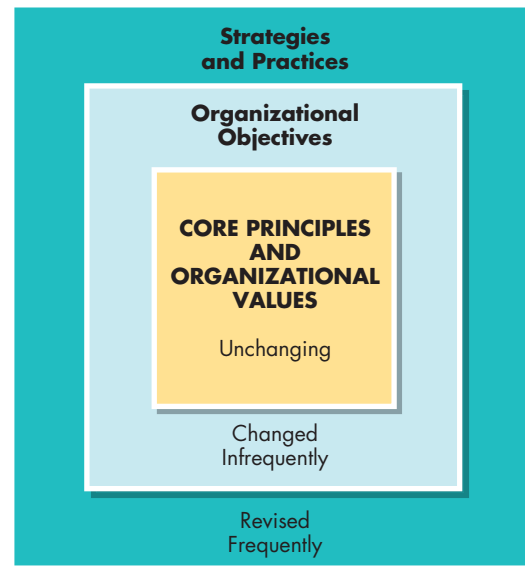 Strategies
and Practices
Organizational
Objectives
CORE PRINCIPLES
AND
ORGANIZATIONAL
VALUES
Unchanging
Changed
Infrequently
Revised
Frequently